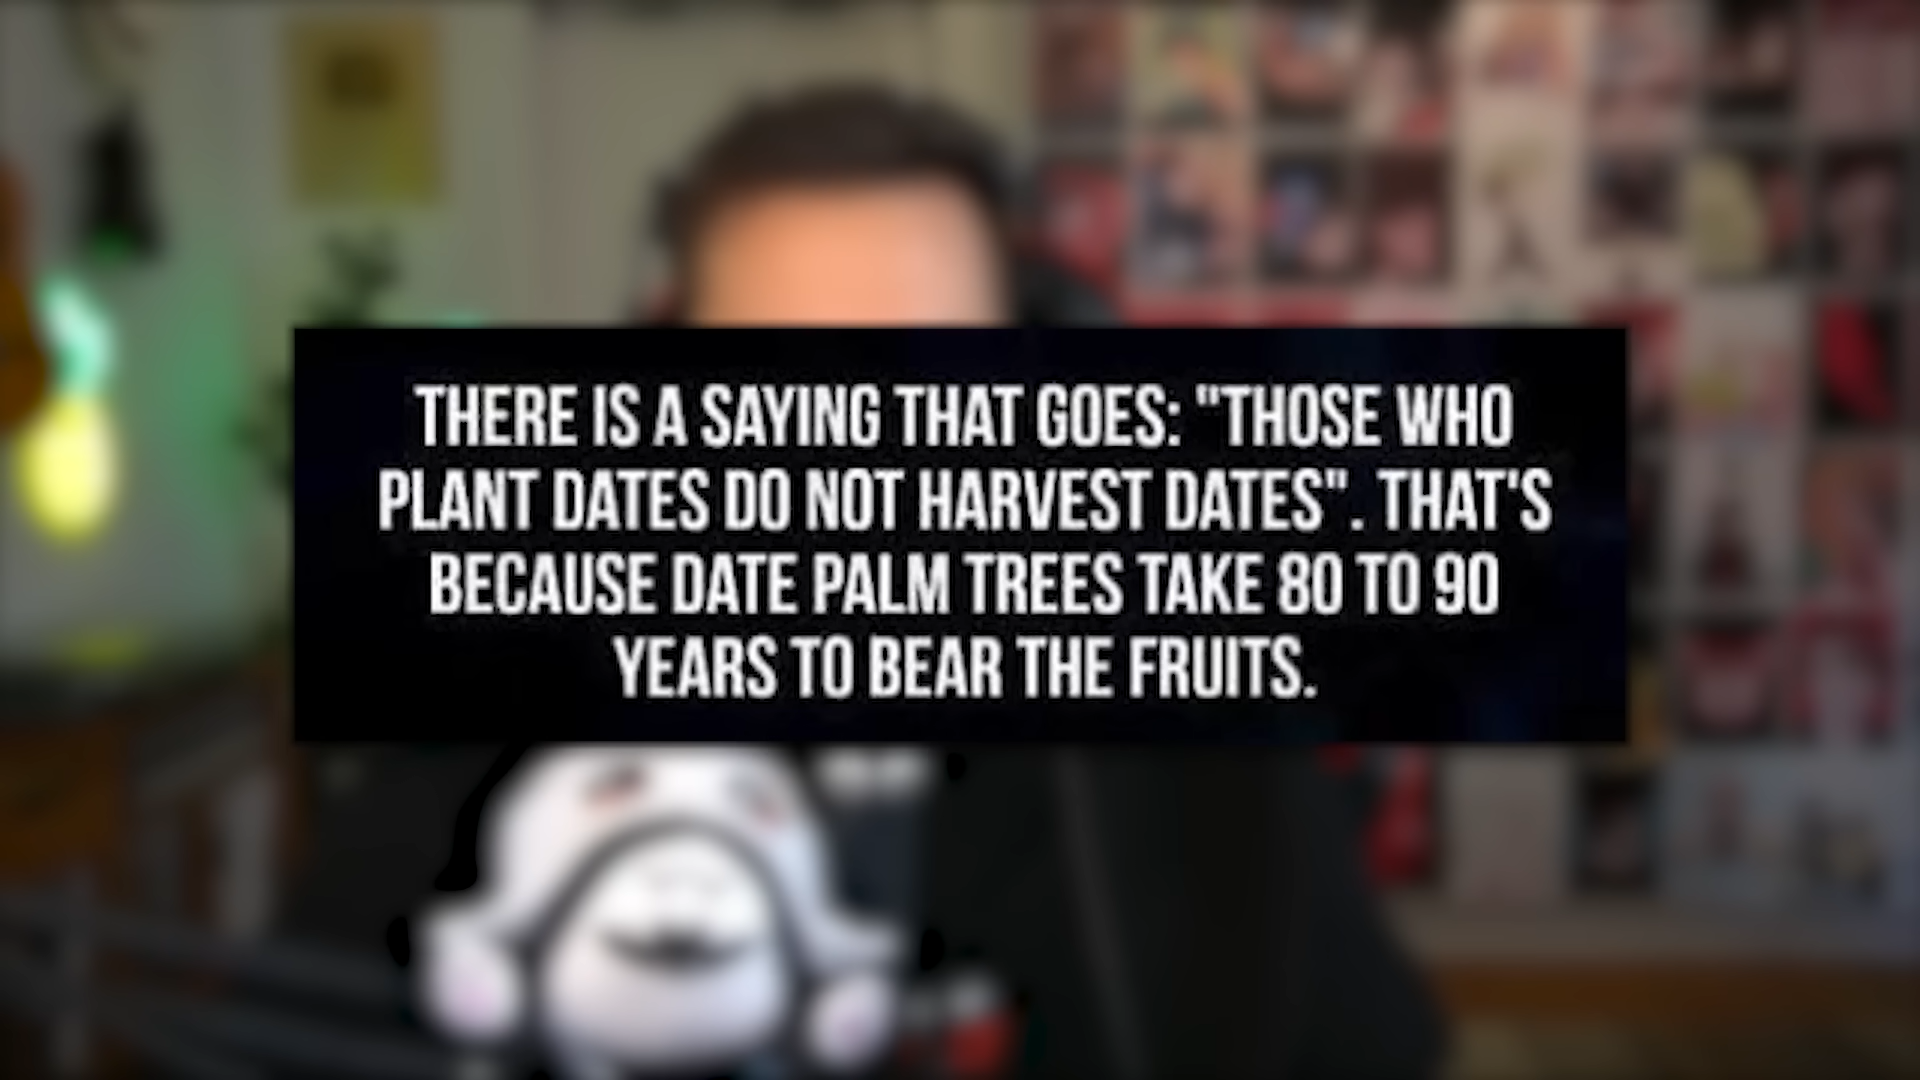 THERE IS A SAYING THAT GOES: "THOSE WHO
PLANT DATES DO NOT HARVEST DATES". THAT'S
BECAUSE DATE PALM TREES TAKE 80 TO 90
YEARS TO BEAR THE FRUITS.